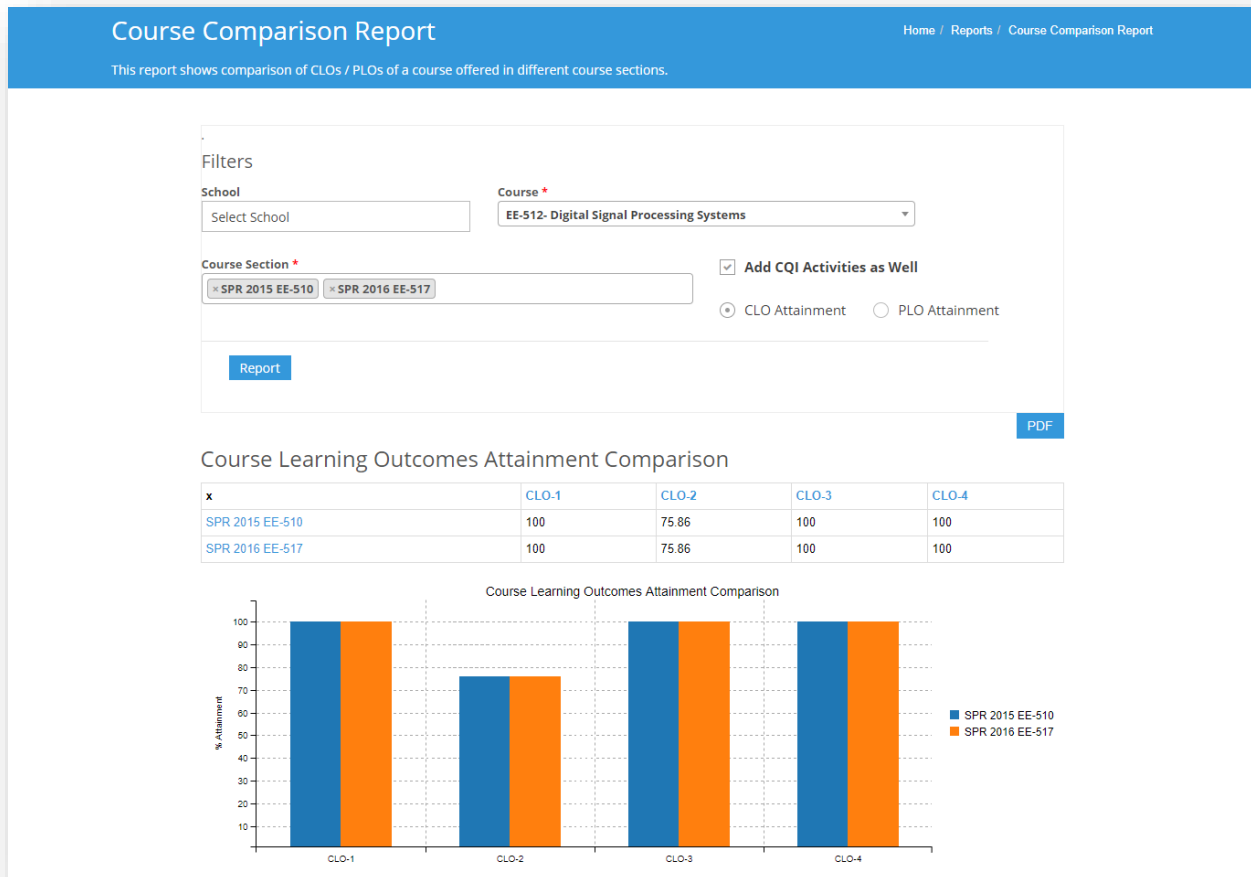 Course Comparison Report
Home / Reports / Course Comparison Report
This report shows comparison of CLOs / PLOs of a course offered in different course sections.
Filters
School
Course *
Select School
EE-512- Digital Signal Processing Systems
Course Section *
Add CQI Activities as Well
× SPR 2015 EE-510 × SPR 2016 EE-517
CLO Attainment PLO Attainment
Report
PDF
Course Learning Outcomes Attainment Comparison
x CLO-1 CLO-2 CLO-3 CLO-4
SPR 2015 EE-510 100 75.86 100 100
SPR 2016 EE-517 100 75.86 100 100
Course Learning Outcomes Attainment Comparison
100
90
80
70
60
50
40
30
20
10
% Attainment
CLO-1 CLO-2 CLO-3 CLO-4
SPR 2015 EE-510
SPR 2016 EE-517